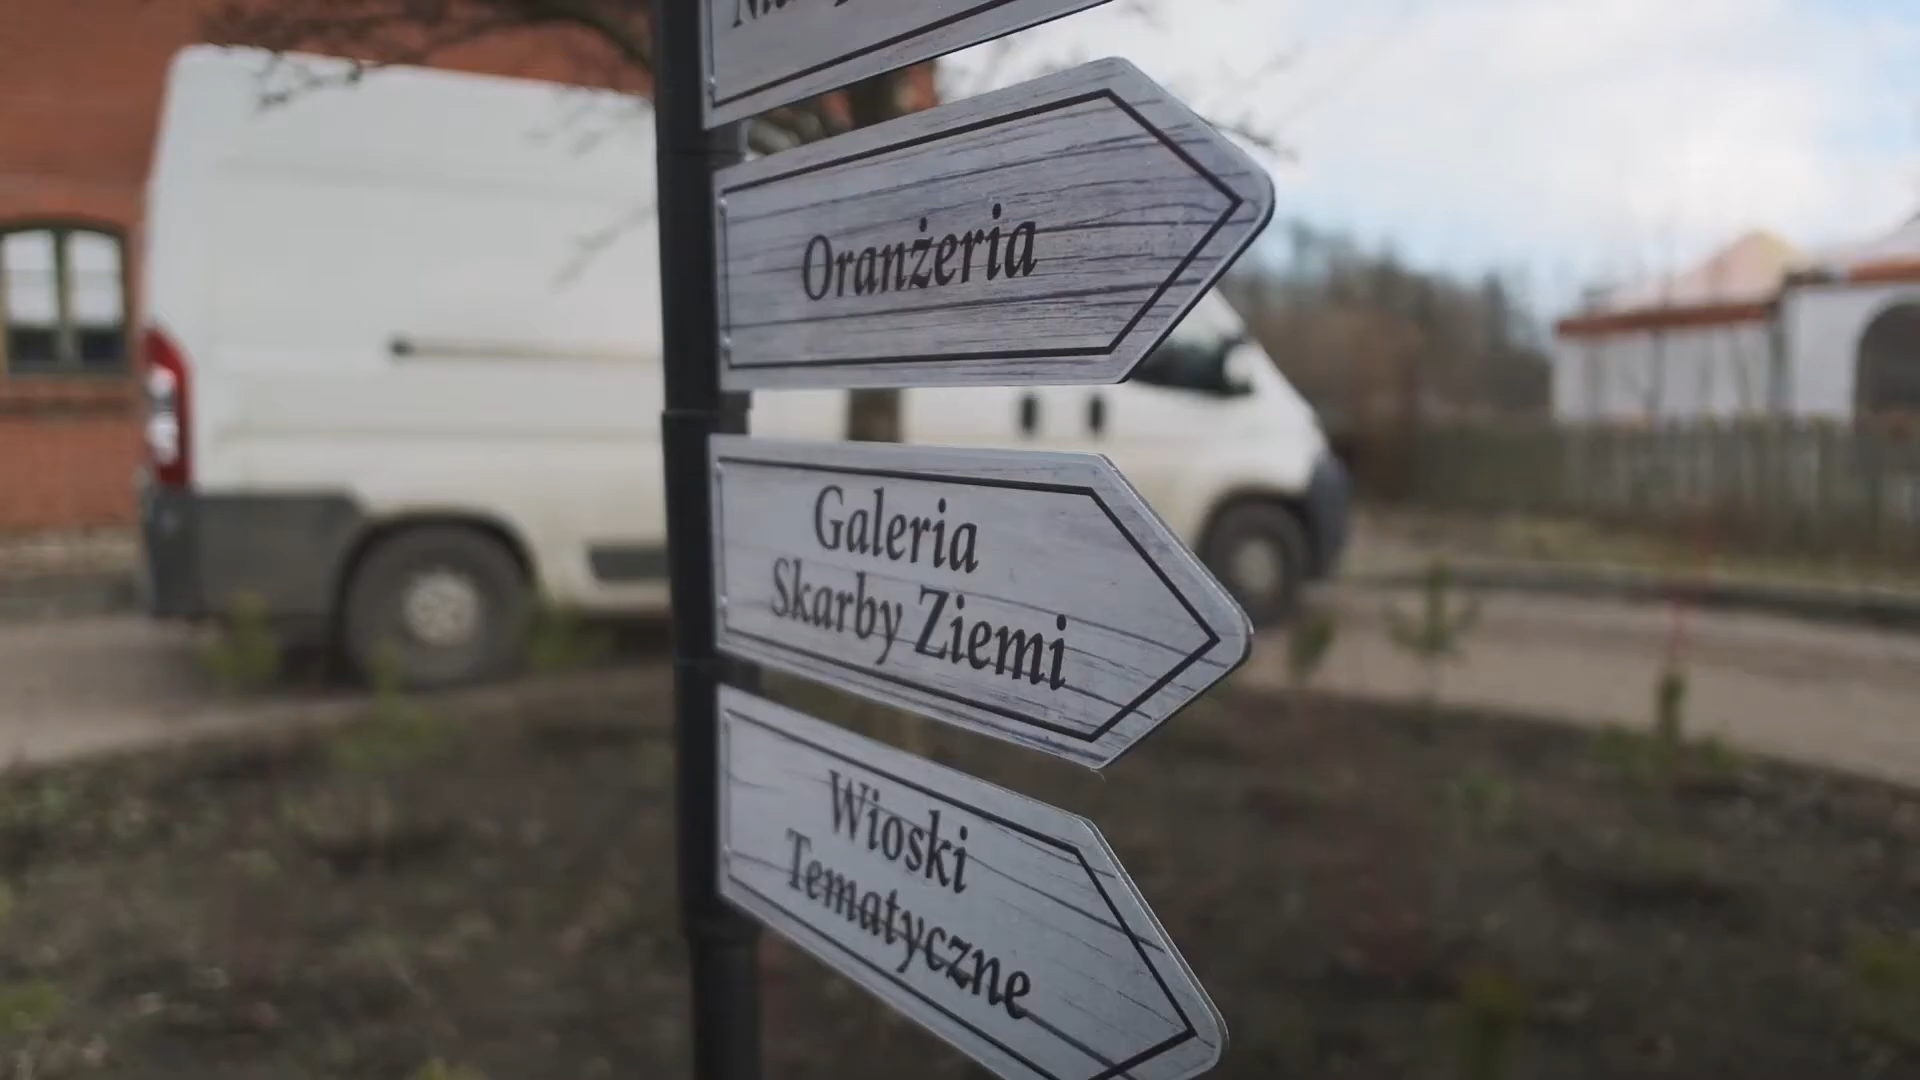 Oranżeria
Galeria
Skarby Ziemi
Wioski
Tematyczne